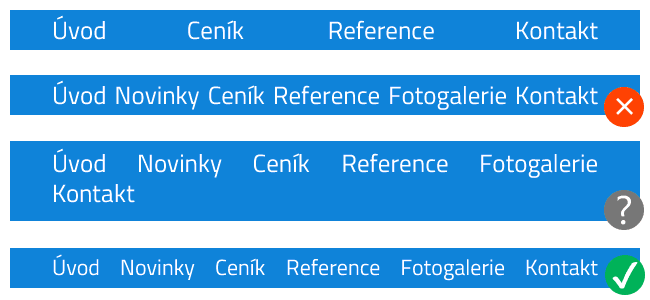 Úvod Ceník Reference Kontakt
Úvod Novinky Ceník Reference Fotogalerie Kontakt
Úvod Novinky Ceník Reference Fotogalerie
Kontakt
?
Úvod Novinky Ceník Reference Fotogalerie Kontakt